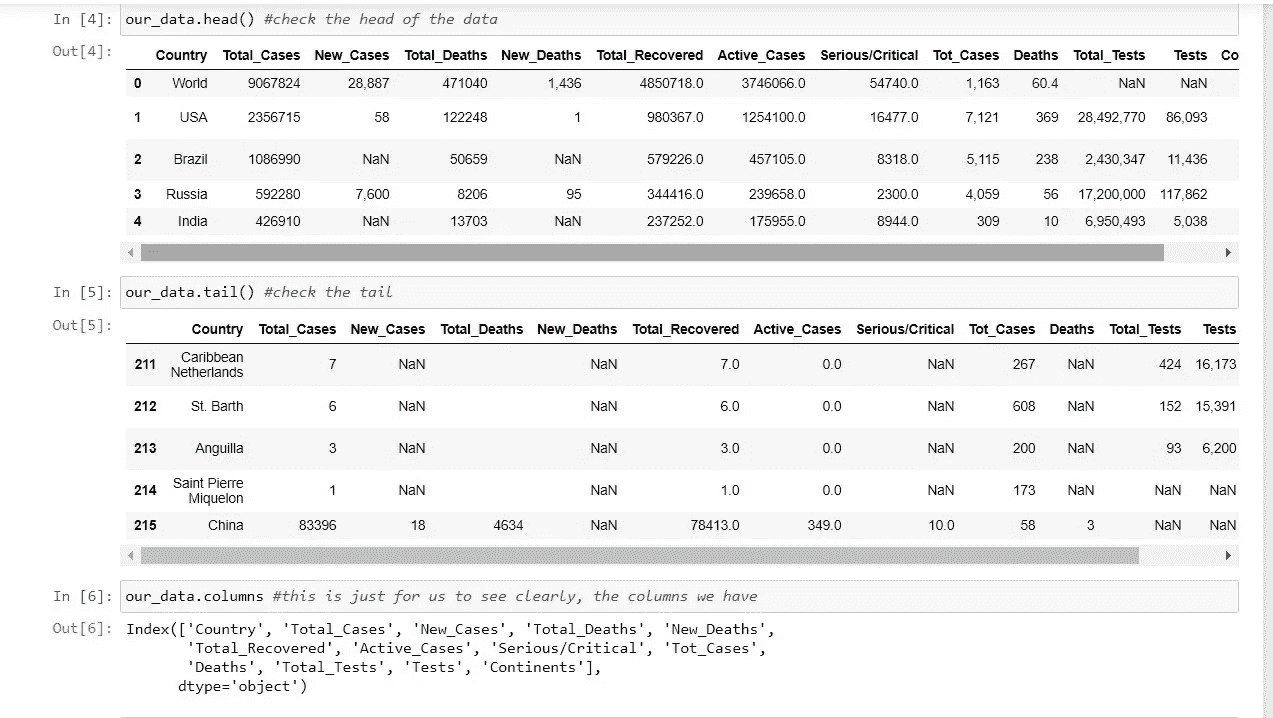 In [4]: our_data.head() #check the head of the data
Out[4]:
Country Total_Cases New_Cases Total_Deaths New_Deaths Total_Recovered Active_Cases Serious/Critical Tot_Cases Deaths Total_Tests Tests Co
0 World 9067824 28,887 471040 1,436 4850718.0 3746066.0 54740.0 1,163 60.4 NaN NaN
1 USA 2356715 58 122248 1 980367.0 1254100.0 16477.0 7,121 369 28,492,770 86,093
2 Brazil 1086990 NaN 50659 NaN 579226.0 457105.0 8318.0 5,115 238 2,430,347 11,436
3 Russia 592280 7,600 8206 95 344416.0 239658.0 2300.0 4,059 56 17,200,000 117,862
4 India 426910 NaN 13703 NaN 237252.0 175955.0 8944.0 309 10 6,950,493 5,038
In [5]: our_data.tail() #check the tail
Out[5]:
Country Total_Cases New_Cases Total_Deaths New_Deaths Total_Recovered Active_Cases Serious/Critical Tot_Cases Deaths Total_Tests Tests
211 Caribbean Netherlands 7 NaN NaN 7.0 0.0 NaN 267 NaN 424 16,173
212 St. Barth 6 NaN NaN 6.0 0.0 NaN 608 NaN 152 15,391
213 Anguilla 3 NaN NaN 3.0 0.0 NaN 200 NaN 93 6,200
214 Saint Pierre Miquelon 1 NaN NaN 1.0 0.0 NaN 173 NaN NaN NaN
215 China 83396 18 4634 NaN 78413.0 349.0 10.0 58 3 NaN NaN
In [6]: our_data.columns #this is just for us to see clearly, the columns we have
Out[6]: Index(['Country', 'Total_Cases', 'New_Cases', 'Total_Deaths', 'New_Deaths',
'Total_Recovered', 'Active_Cases', 'Serious/Critical', 'Tot_Cases',
'Deaths', 'Total_Tests', 'Tests', 'Continents'],
dtype='object')